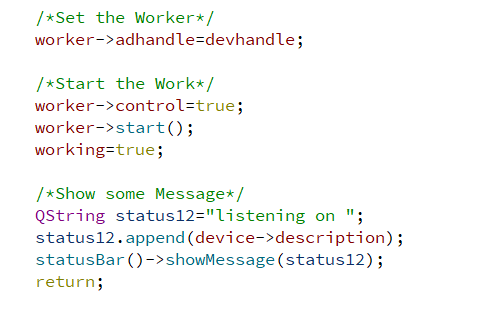 /*Set the Worker*/
worker->adhandle=devhandle;
/*Start the Work*/
worker->control=true;
worker->start();
working=true;
/*Show some Message*/
QString status12="listening on ";
status12.append(device->description);
statusBar()->showMessage(status12);
return;